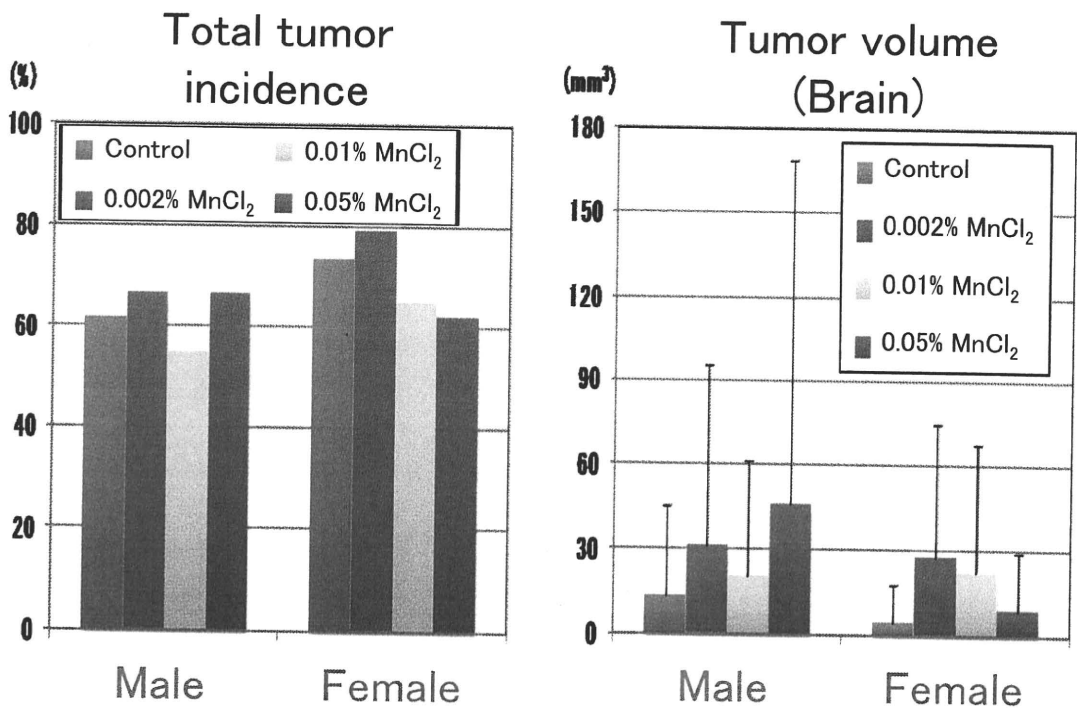 Total tumor
incidence
(%)
100
80
60
40
20
0
Control
0.01% MnCl₂
0.002% MnCl₂
0.05% MnCl₂
Male
Female
Tumor volume
(Brain)
(mm³)
180
150
120
90
60
30
0
Control
0.002% MnCl₂
0.01% MnCl₂
0.05% MnCl₂
Male
Female